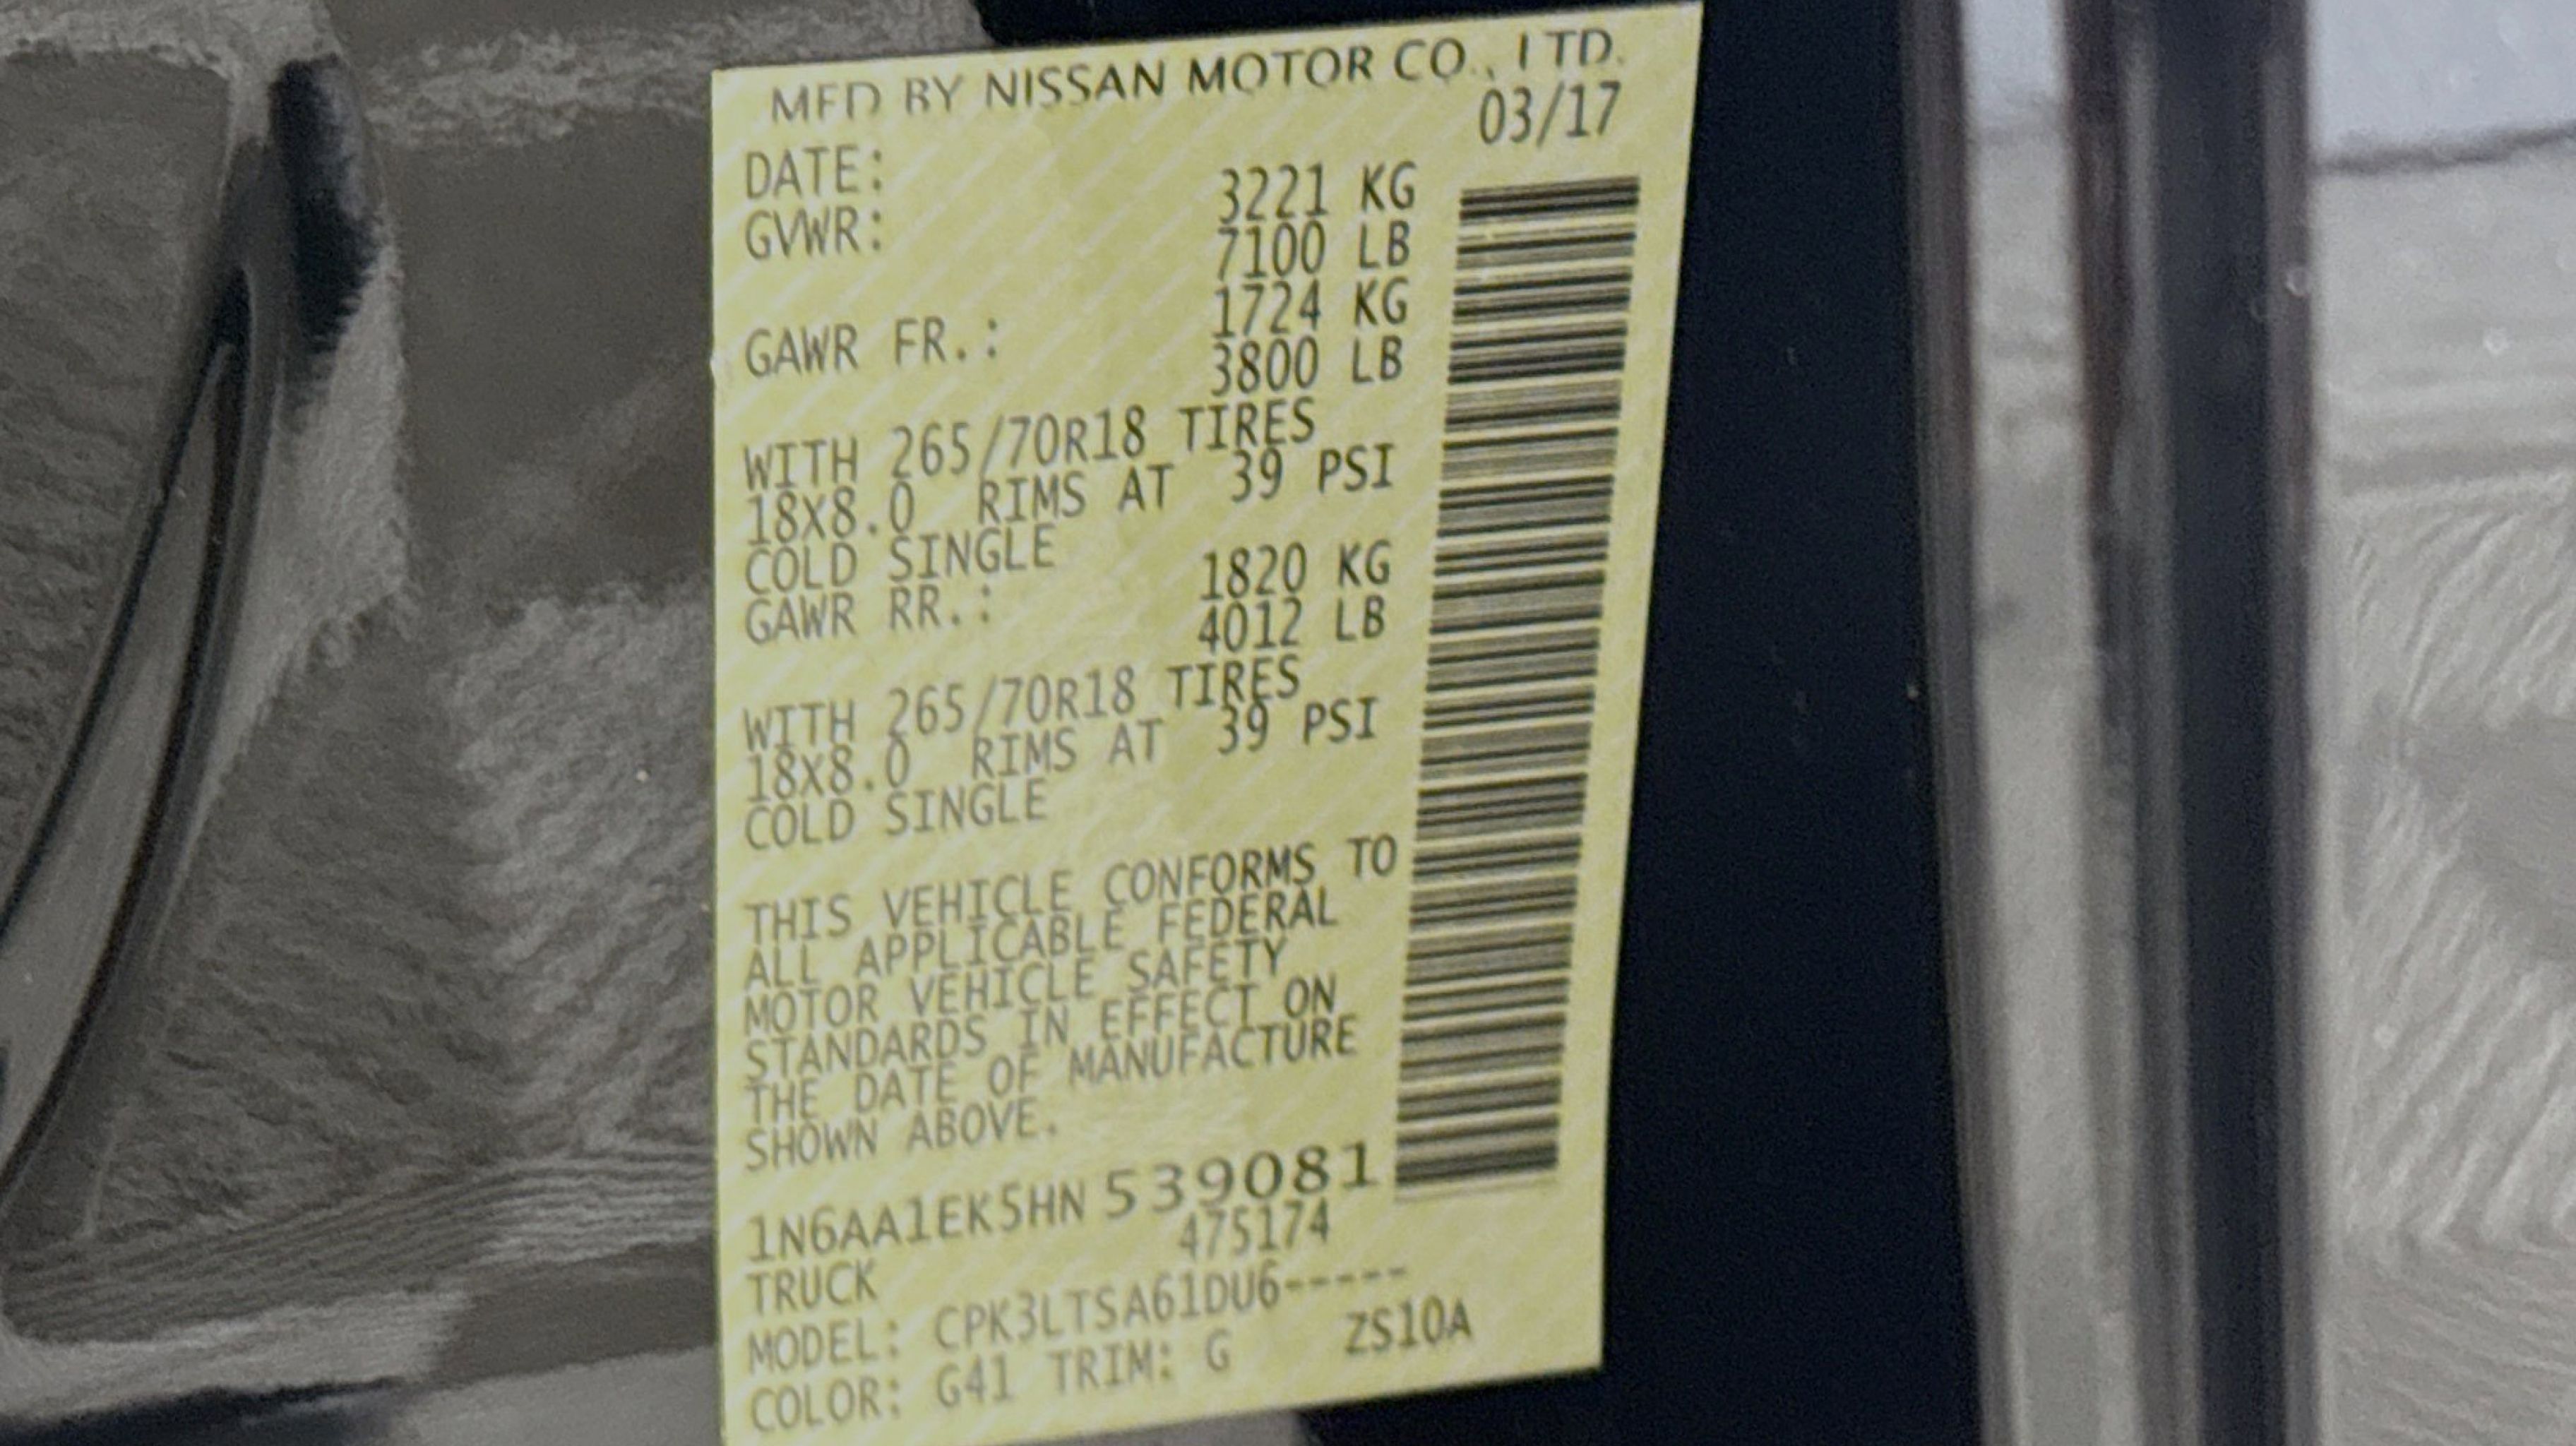 MFD BY NISSAN MOTOR CO., LTD.
DATE: 03/17
GVWR: 3221 KG
7100 LB
GAWR FR.: 1724 KG
3800 LB
WITH 265/70R18 TIRES
18X8.0 RIMS AT 39 PSI
COLD SINGLE
GAWR RR.: 1820 KG
4012 LB
WITH 265/70R18 TIRES
18X8.0 RIMS AT 39 PSI
COLD SINGLE
THIS VEHICLE CONFORMS TO
ALL APPLICABLE FEDERAL
MOTOR VEHICLE SAFETY
STANDARDS IN EFFECT ON
THE DATE OF MANUFACTURE
SHOWN ABOVE.
1N6AA1EK5HN 539081
TRUCK 475174
MODEL: CPK3LTSA61DU6-----
COLOR: G41 TRIM: G ZS10A